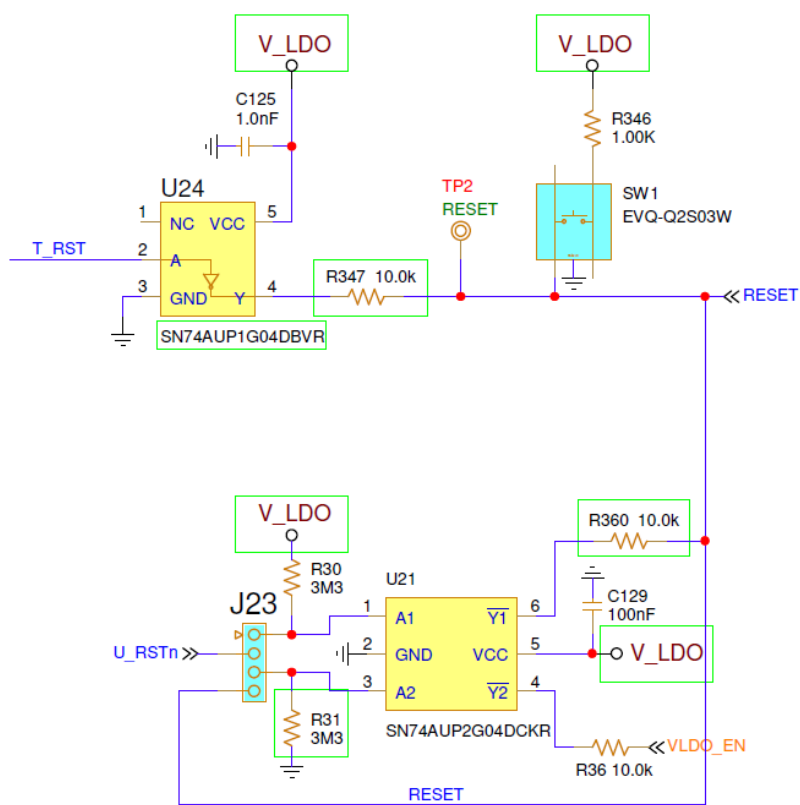 V_LDO
V_LDO
C125
1.0nF
R346
1.00K
U24
TP2
RESET
SW1
EVQ-Q2S03W
1
NC
VCC
5
T_RST
2
A
3
GND
Y
4
R347 10.0k
RESET
SN74AUP1G04DBVR
V_LDO
R360 10.0k
R30
3M3
U21
C129
100nF
J23
1
A1
Y1
6
U_RSTn
2
GND
VCC
5
V_LDO
3
A2
Y2
4
R31
3M3
SN74AUP2G04DCKR
VLDO_EN
R36 10.0k
RESET